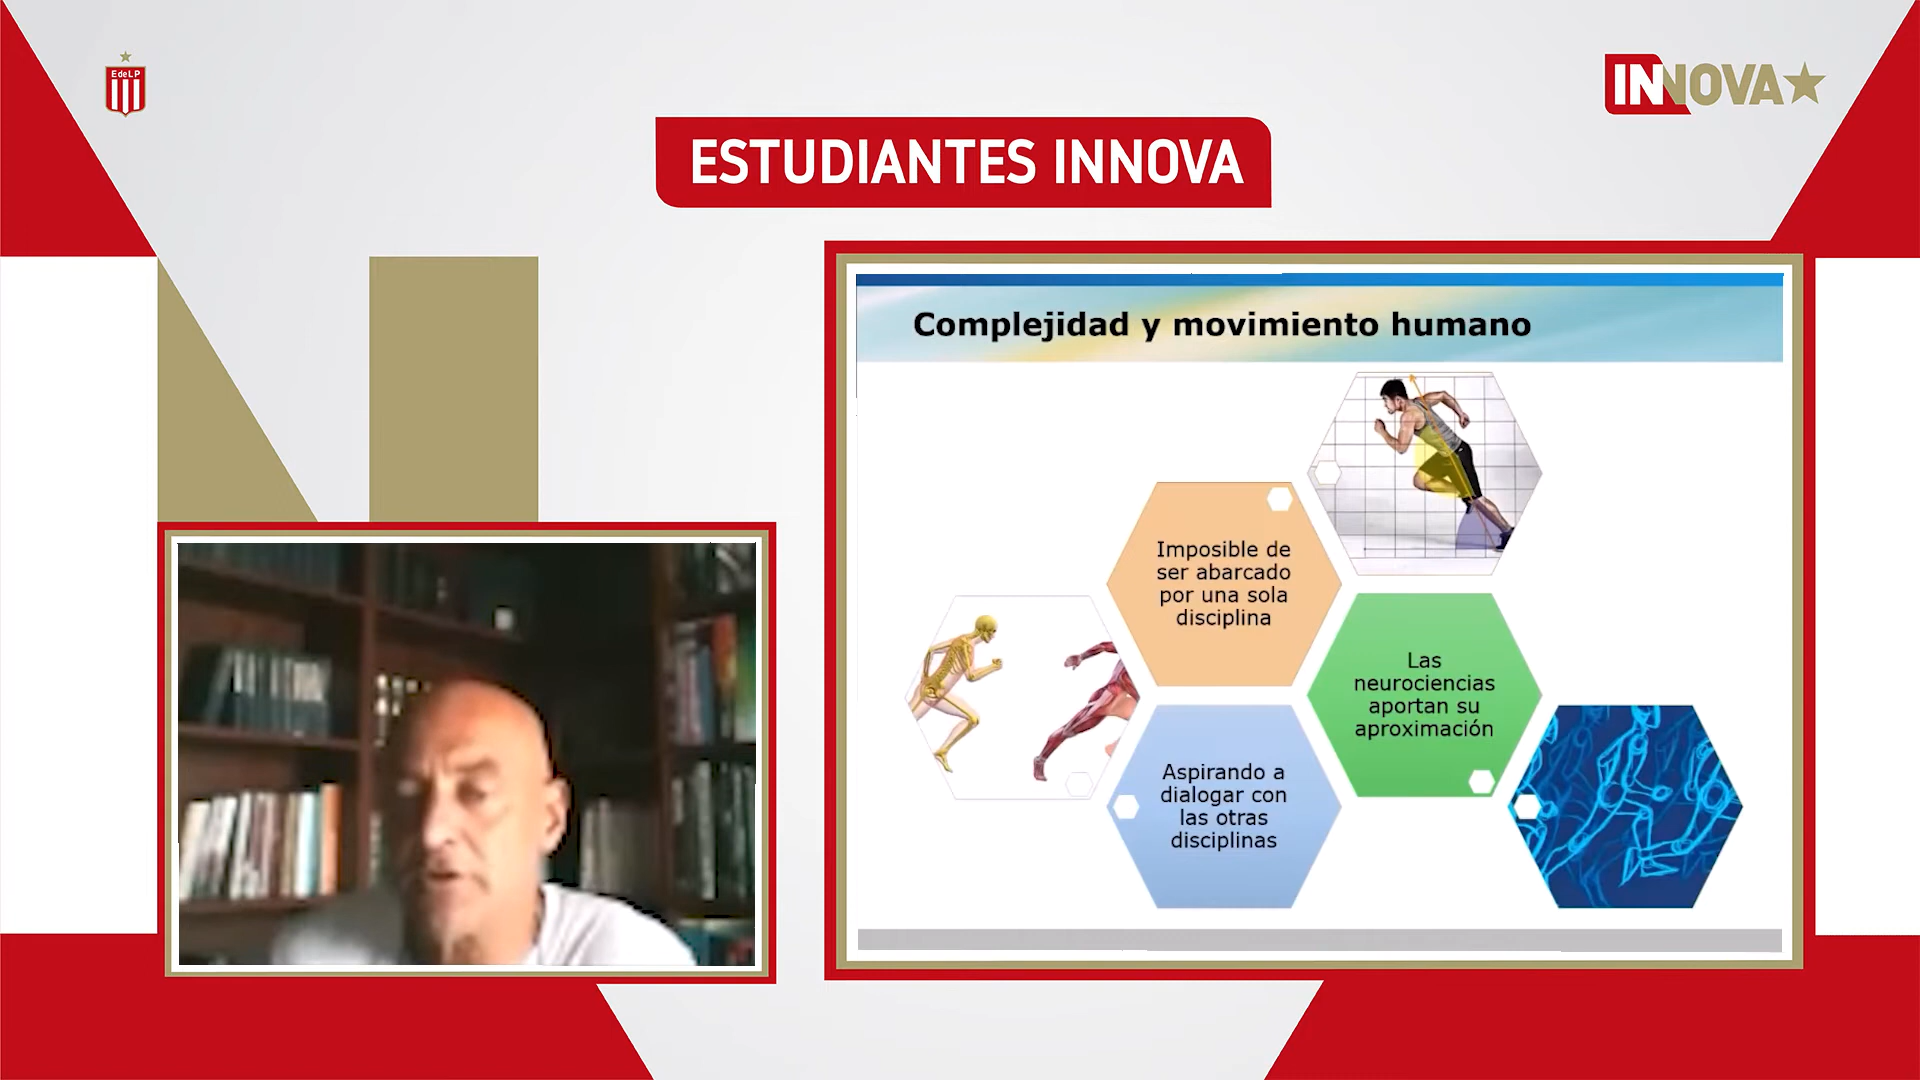 EdeLP
INNOVA
ESTUDIANTES INNOVA
Complejidad y movimiento humano
Imposible de
ser abarcado
por una sola
disciplina
Las
neurociencias
aportan su
aproximación
Aspirando a
dialogar con
las otras
disciplinas